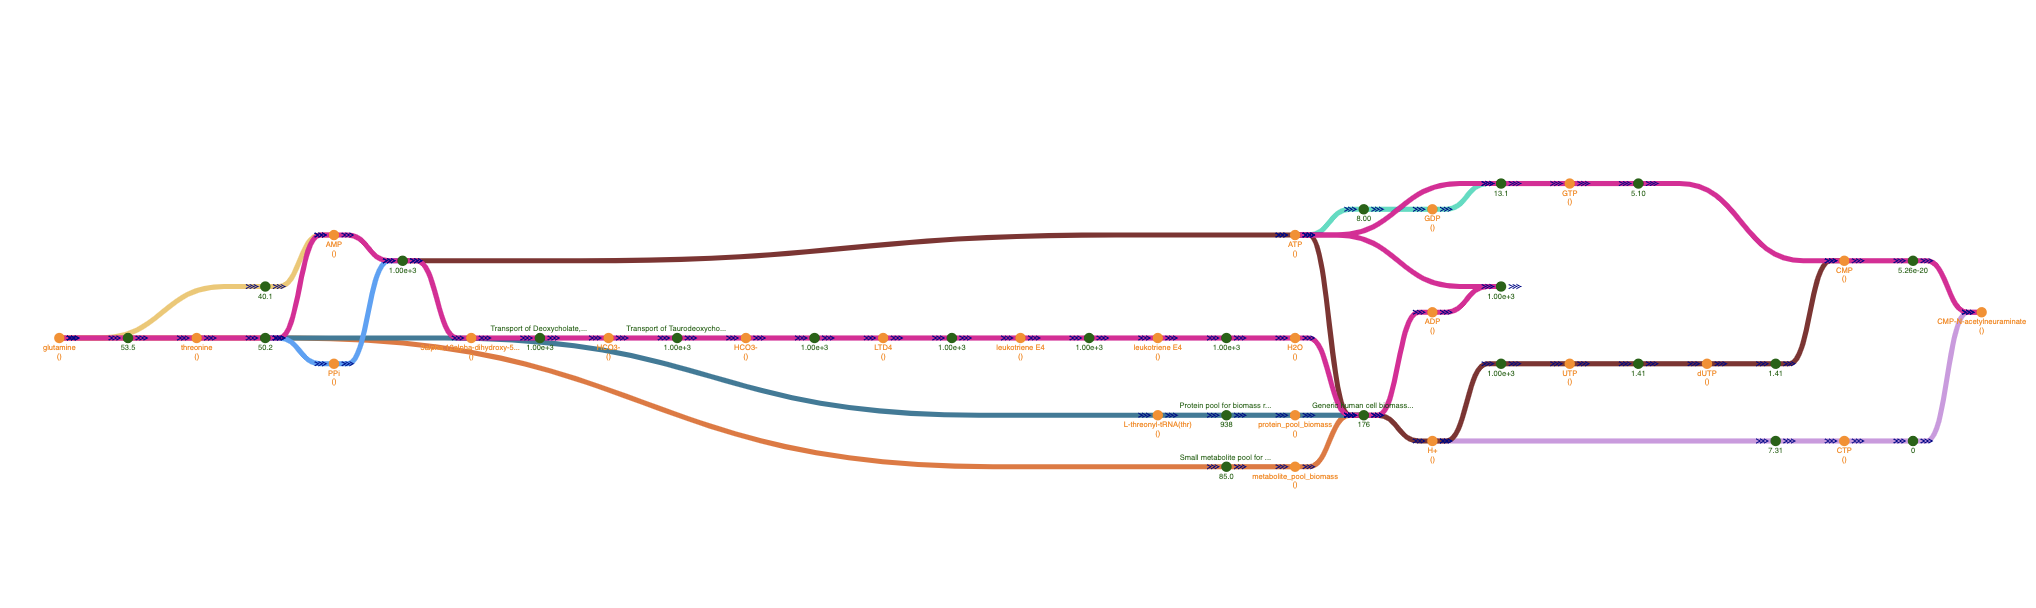 13.1
GTP
()
5.10
8.00
GDP
()
AMP
()
ATP
()
1.00e+3
CMP
()
5.26e-20
40.1
1.00e+3
ADP
()
CMP-N-acetylneuraminate
()
Transport of Deoxycholate,...
Transport of Taurodeoxycho...
glutamine
()
53.5
threonine
()
50.2
()
1.00e+3
HCO3-
()
1.00e+3
HCO3-
()
1.00e+3
LTD4
()
1.00e+3
leukotriene E4
()
1.00e+3
leukotriene E4
()
1.00e+3
H2O
()
PPi
()
1.00e+3
UTP
()
1.41
dUTP
()
1.41
Protein pool for biomass r...
Generic human cell biomass...
L-threonyl-tRNA(thr)
()
938
protein_pool_biomass
()
176
H+
()
7.31
CTP
()
0
Small metabolite pool for ...
85.0
metabolite_pool_biomass
()